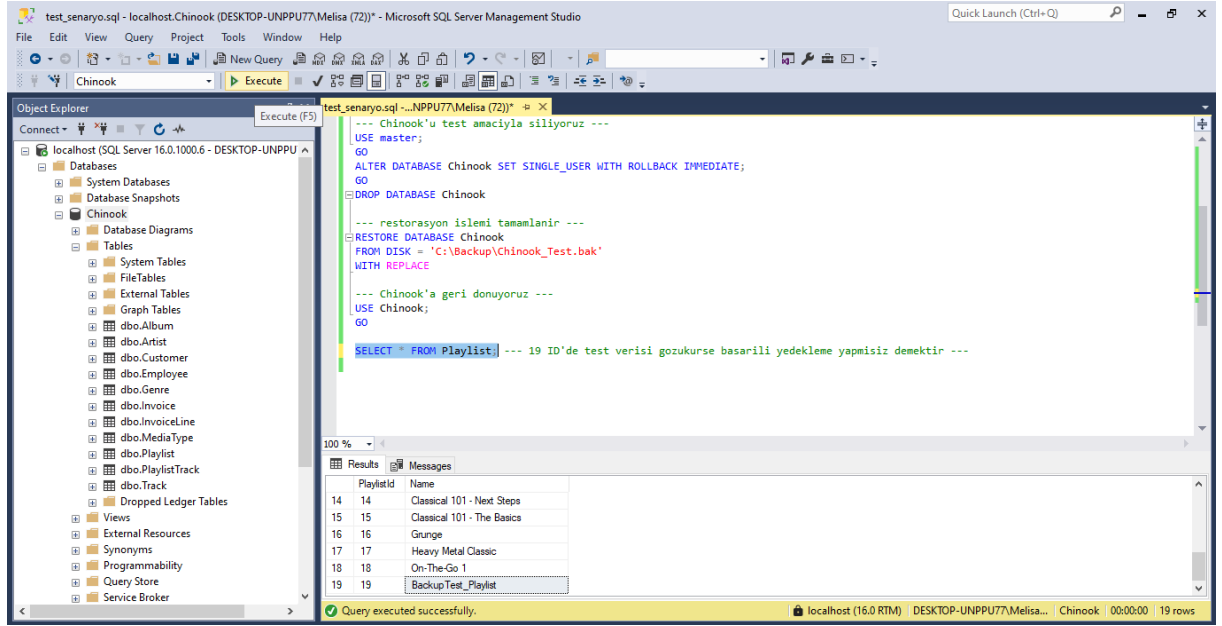 test_senaryo.sql - localhost.Chinook (DESKTOP-UNPPU77\Melisa (72))* - Microsoft SQL Server Management Studio
Quick Launch (Ctrl+Q)
File Edit View Query Project Tools Window Help
New Query
Chinook
Execute
Object Explorer
Execute (F5)
test_senaryo.sql -...NPPU77\Melisa (72))*
Connect
localhost (SQL Server 16.0.1000.6 - DESKTOP-UNPPU
Databases
System Databases
Database Snapshots
Chinook
Database Diagrams
Tables
System Tables
FileTables
External Tables
Graph Tables
dbo.Album
dbo.Artist
dbo.Customer
dbo.Employee
dbo.Genre
dbo.Invoice
dbo.InvoiceLine
dbo.MediaType
dbo.Playlist
dbo.PlaylistTrack
dbo.Track
Dropped Ledger Tables
Views
External Resources
Synonyms
Programmability
Query Store
Service Broker
--- Chinook'u test amaciyla siliyoruz ---
USE master;
GO
ALTER DATABASE Chinook SET SINGLE_USER WITH ROLLBACK IMMEDIATE;
GO
DROP DATABASE Chinook
--- restorasyon islemi tamamlanir ---
RESTORE DATABASE Chinook
FROM DISK = 'C:\Backup\Chinook_Test.bak'
WITH REPLACE
--- Chinook'a geri donuyoruz ---
USE Chinook;
GO
SELECT * FROM Playlist; --- 19 ID'de test verisi gozukurse basarili yedekleme yapmisiz demektir ---
100 %
Results Messages
PlaylistId Name
14 14 Classical 101 - Next Steps
15 15 Classical 101 - The Basics
16 16 Grunge
17 17 Heavy Metal Classic
18 18 On-The-Go 1
19 19 BackupTest_Playlist
Query executed successfully.
localhost (16.0 RTM) DESKTOP-UNPPU77\Melisa... Chinook 00:00:00 19 rows